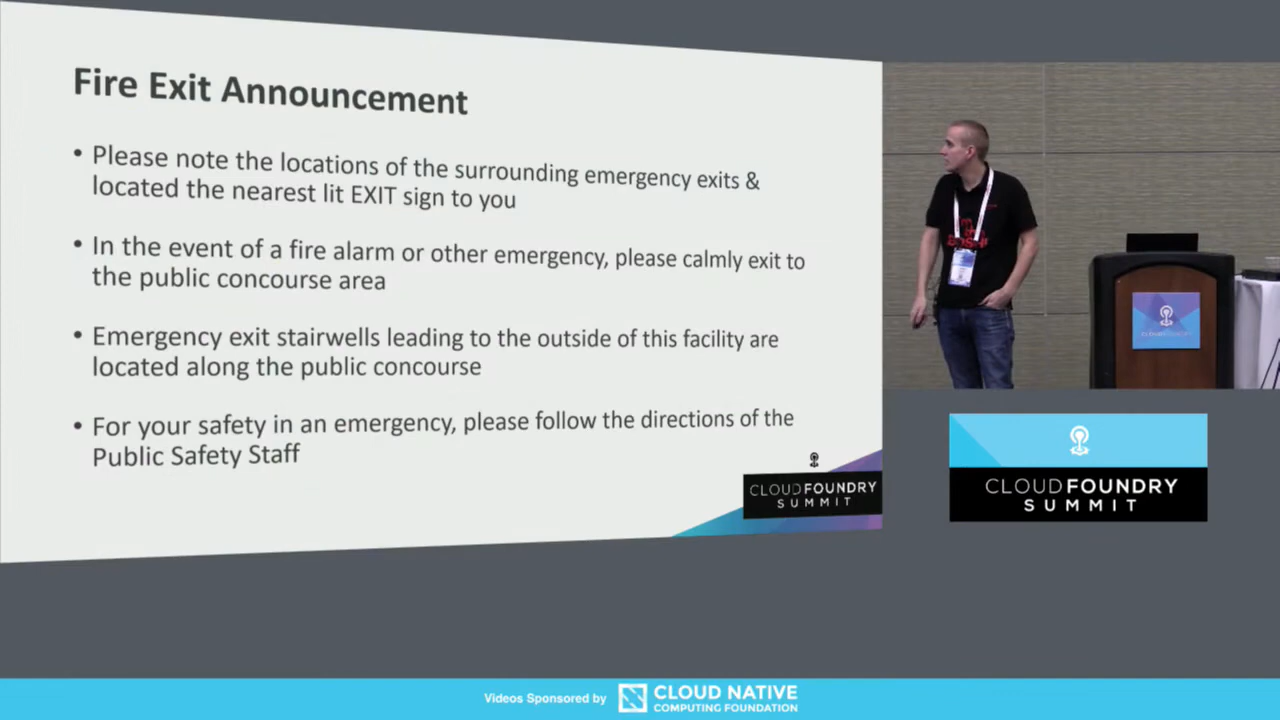 Fire Exit Announcement
• Please note the locations of the surrounding emergency exits &
located the nearest lit EXIT sign to you
• In the event of a fire alarm or other emergency, please calmly exit to
the public concourse area
• Emergency exit stairwells leading to the outside of this facility are
located along the public concourse
• For your safety in an emergency, please follow the directions of the
Public Safety Staff
CLOUDFOUNDRY
SUMMIT
BOSH
CLOUDFOUNDRY
CLOUDFOUNDRY
SUMMIT
Videos Sponsored by
CLOUD NATIVE
COMPUTING FOUNDATION